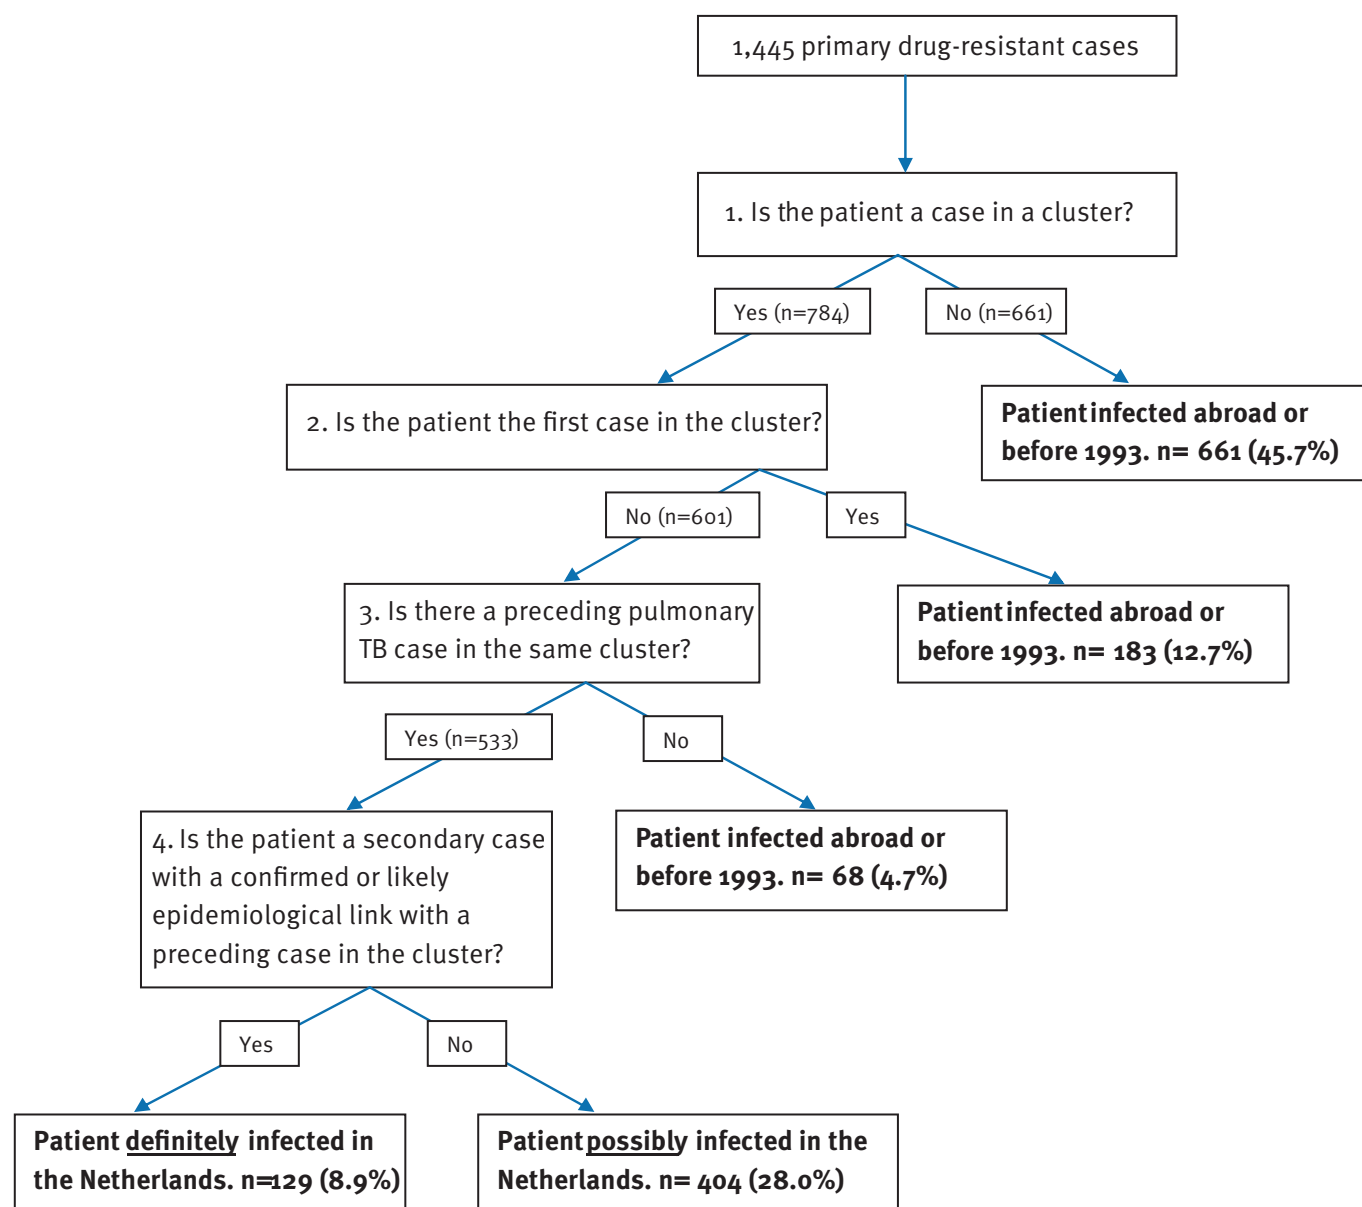 1,445 primary drug-resistant cases
1. Is the patient a case in a cluster?
Yes (n=784)
No (n=661)
2. Is the patient the first case in the cluster?
Patient infected abroad or
before 1993. n= 661 (45.7%)
No (n=601)
Yes
3. Is there a preceding pulmonary
TB case in the same cluster?
Patient infected abroad or
before 1993. n= 183 (12.7%)
Yes (n=533)
No
4. Is the patient a secondary case
with a confirmed or likely
epidemiological link with a
preceding case in the cluster?
Patient infected abroad or
before 1993. n= 68 (4.7%)
Yes
No
Patient definitely infected in
the Netherlands. n=129 (8.9%)
Patient possibly infected in the
Netherlands. n= 404 (28.0%)